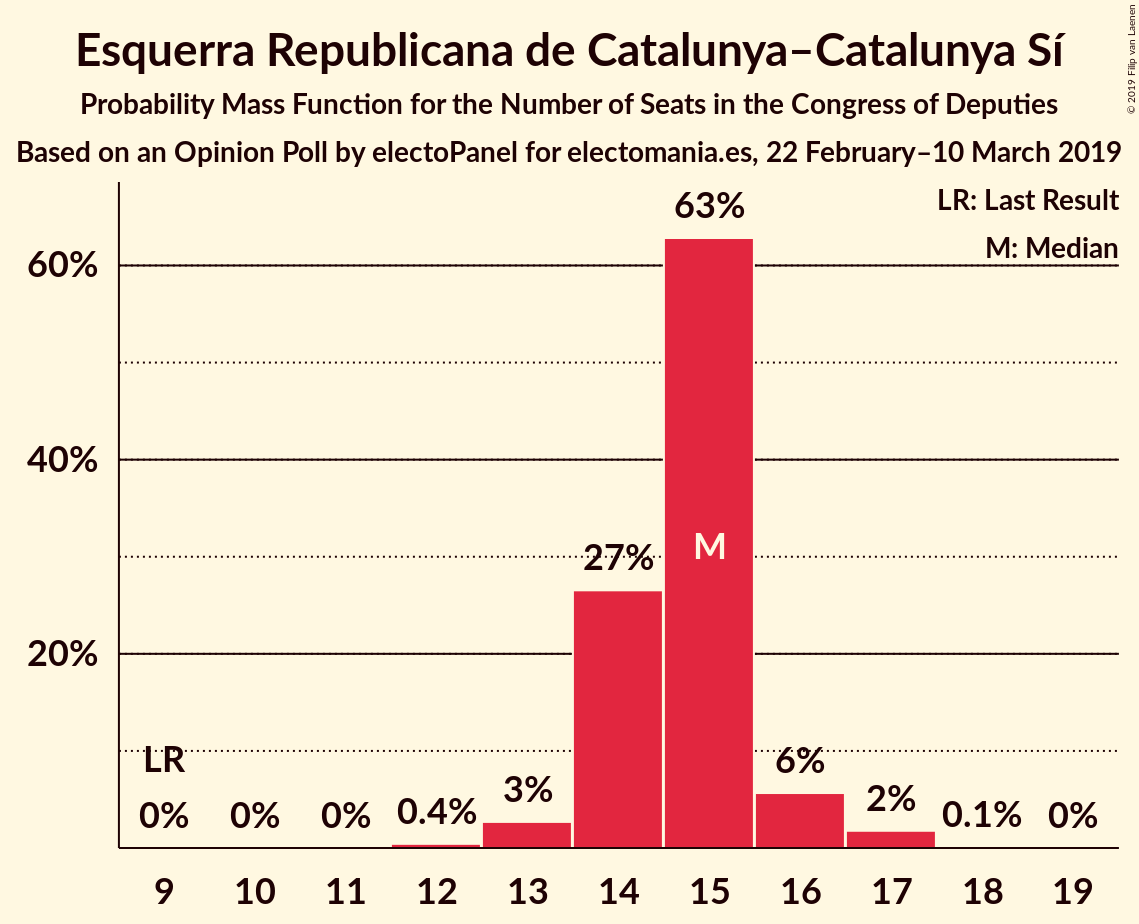 Esquerra Republicana de Catalunya–Catalunya Sí
Probability Mass Function for the Number of Seats in the Congress of Deputies
Based on an Opinion Poll by electoPanel for electomania.es, 22 February–10 March 2019
© 2019 Filip van Laenen
LR: Last Result
M: Median
60%
40%
20%
63%
27%
M
LR
0%
0%
0%
0.4%
3%
6%
2%
0.1%
0%
9 10 11 12 13 14 15 16 17 18 19